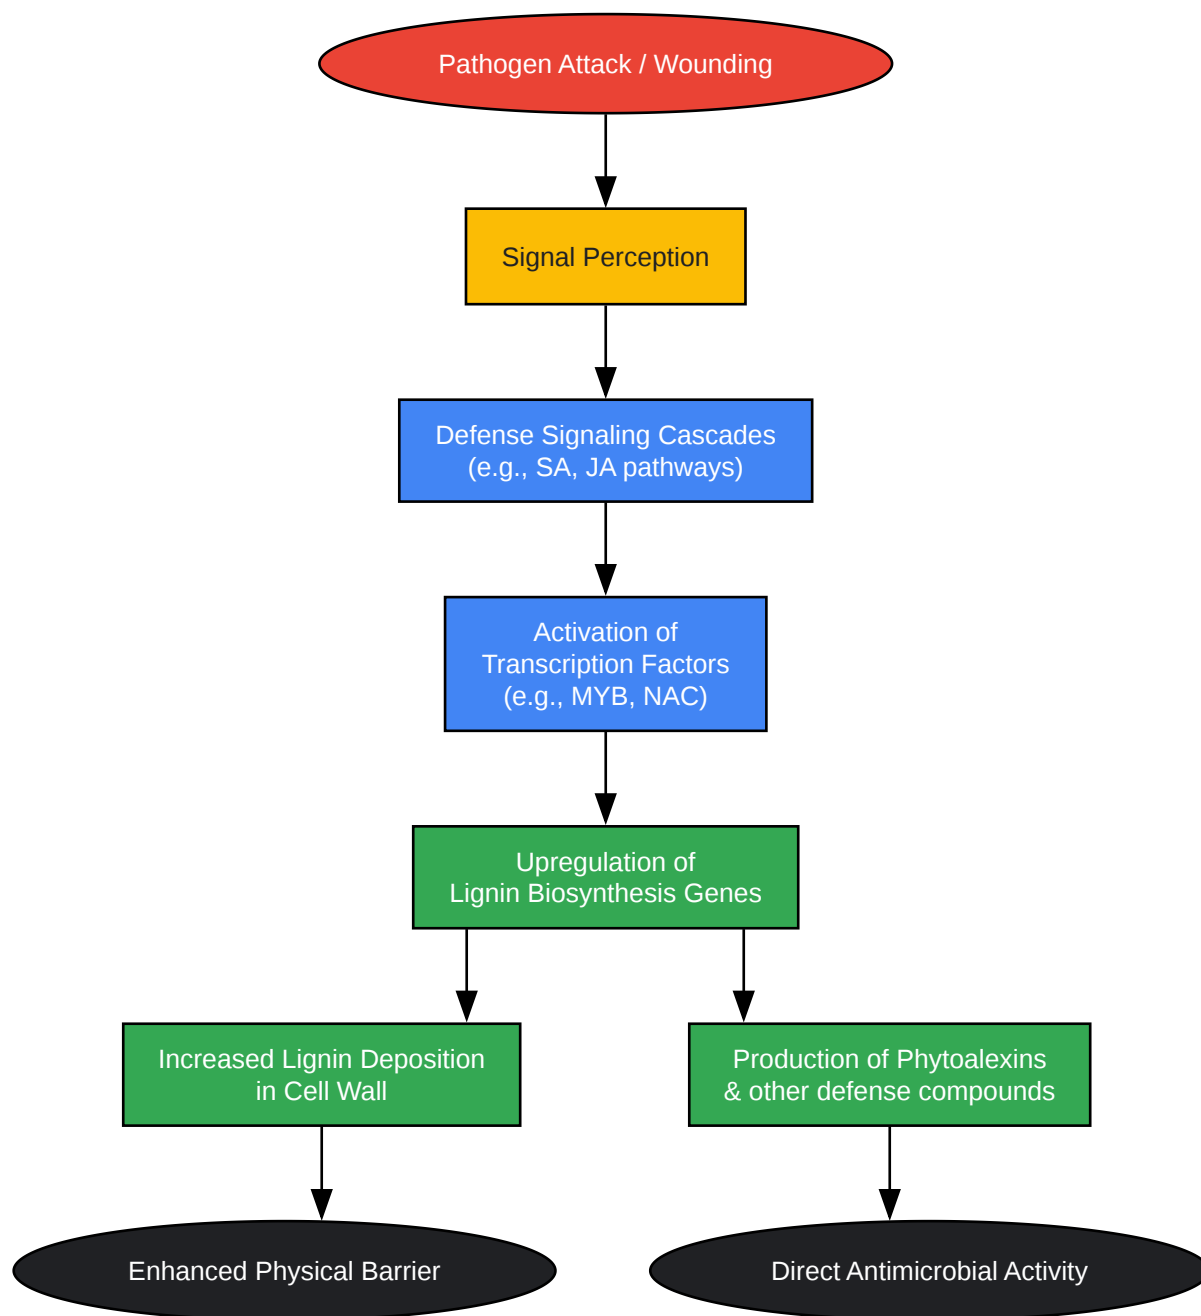 Pathogen Attack / Wounding
Signal Perception
Defense Signaling Cascades
(e.g., SA, JA pathways)
Activation of
Transcription Factors
(e.g., MYB, NAC)
Upregulation of
Lignin Biosynthesis Genes
Increased Lignin Deposition
in Cell Wall
Production of Phytoalexins
& other defense compounds
Enhanced Physical Barrier
Direct Antimicrobial Activity